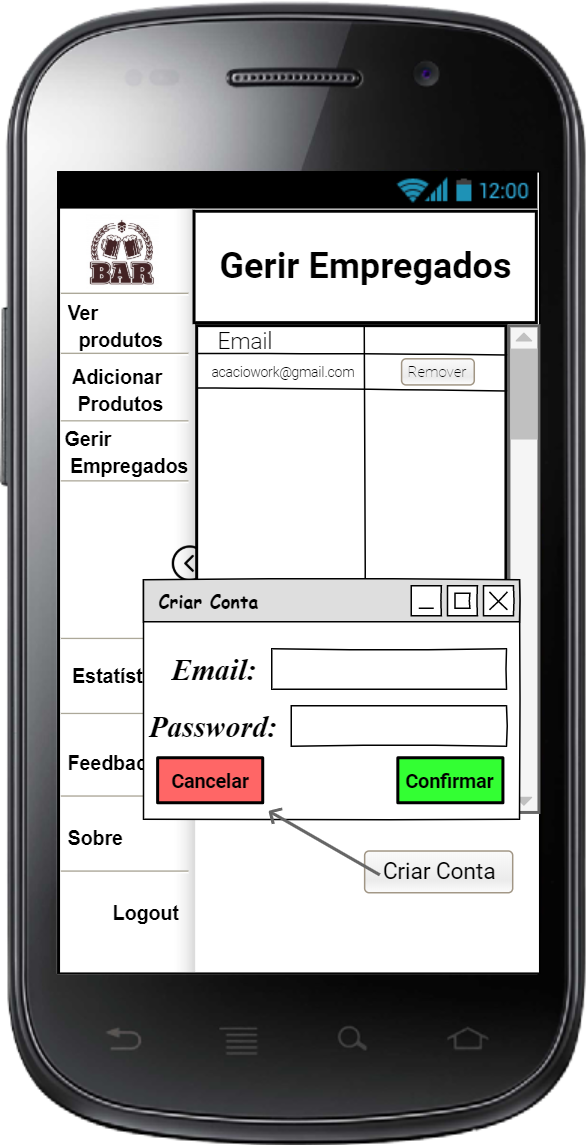 12:00
BAR
Gerir Empregados
Ver
produtos
Adicionar
Produtos
Gerir
Empregados
Email
acaciowork@gmail.com
Remover
Criar Conta
Email:
Password:
Cancelar
Confirmar
Estatíst
Feedbac
Sobre
Logout
Criar Conta